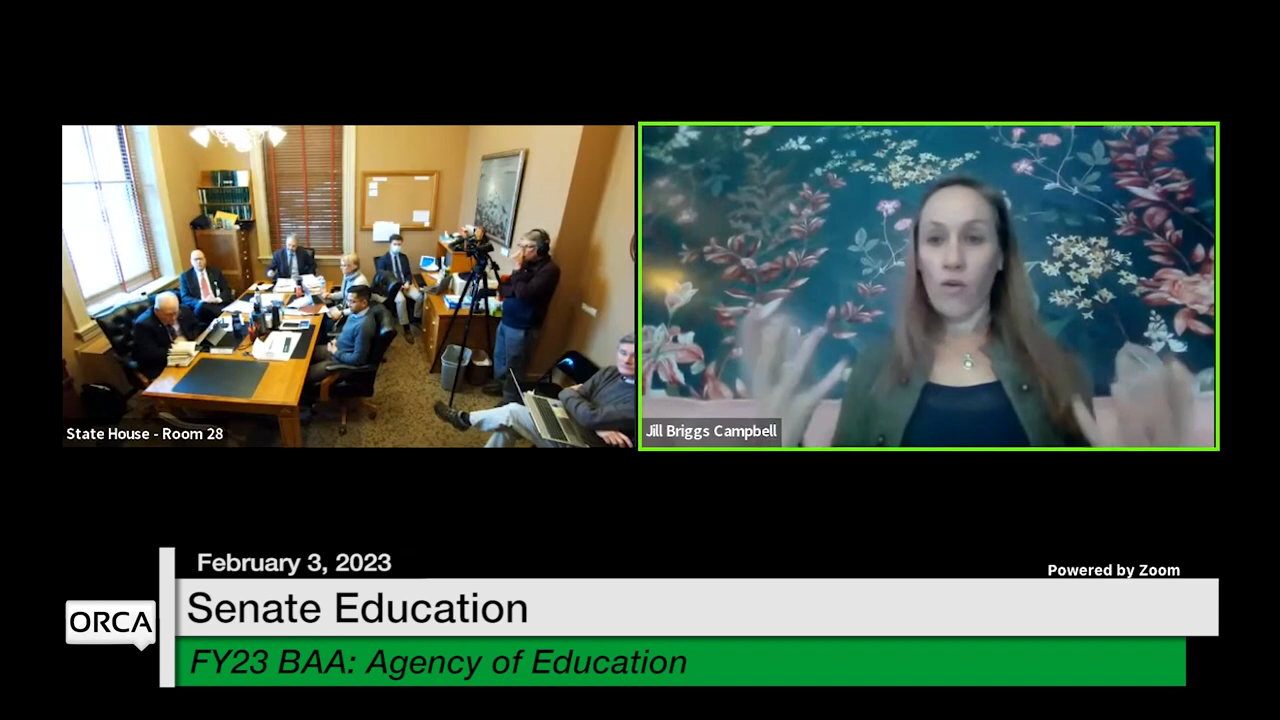 State House - Room 28
Jill Briggs Campbell
February 3, 2023
Powered by Zoom
ORCA
Senate Education
FY23 BAA: Agency of Education